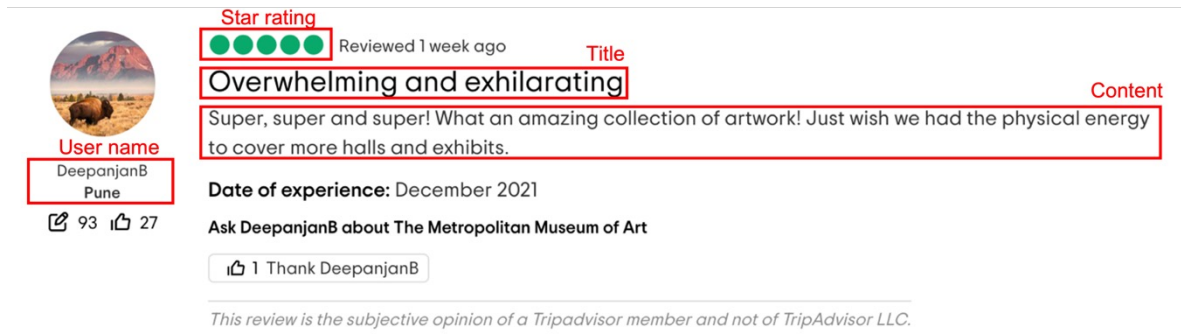 Star rating
Reviewed 1 week ago
Title
Overwhelming and exhilarating
Content
Super, super and super! What an amazing collection of artwork! Just wish we had the physical energy
to cover more halls and exhibits.
User name
DeepanjanB
Pune
93 27
Date of experience: December 2021
Ask DeepanjanB about The Metropolitan Museum of Art
1 Thank DeepanjanB
This review is the subjective opinion of a Tripadvisor member and not of TripAdvisor LLC.